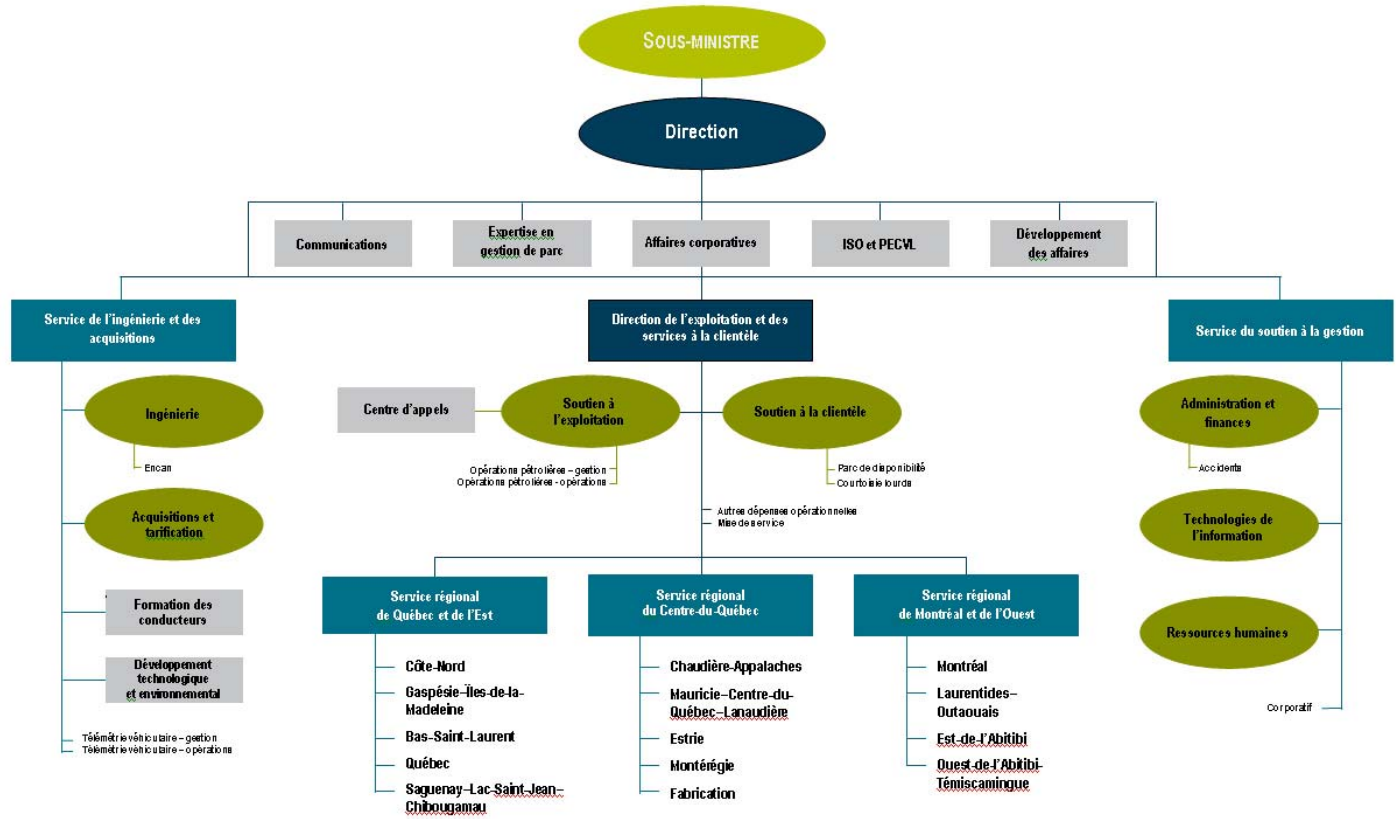 SOUS-MINISTRE
Direction
Communications
Expertise en
gestion de parc
Affaires corporatives
ISO et PECVL
Développement
des affaires
Service de l'ingénierie et des
acquisitions
Direction de l'exploitation et des
services à la clientèle
Service du soutien à la gestion
Ingénierie
Encan
Acquisitions et
tarification
Formation des
conducteurs
Développement
technologique
et environnemental
Télémétrie véhiculaire – gestion
Télémétrie véhiculaire – opérations
Centre d'appels
Soutien à
l'exploitation
Opérations pétrolières – gestion
Opérations pétrolières - opérations
Soutien à la clientèle
Parc de disponibilité
Courtoisie lourds
Autres dépenses opérationnelles
Mise de service
Service régional
de Québec et de l'Est
Côte-Nord
Gaspésie–Îles-de-la-
Madeleine
Bas-Saint-Laurent
Québec
Saguenay–Lac-Saint-Jean–
Chibougamau
Service régional
du Centre-du-Québec
Chaudière-Appalaches
Mauricie–Centre-du-
Québec–Lanaudière
Estrie
Montérégie
Fabrication
Service régional
de Montréal et de l'Ouest
Montréal
Laurentides–
Outaouais
Est-de-l'Abitibi
Ouest-de-l'Abitibi-
Témiscamingue
Administration et
finances
Accidents
Technologies de
l'information
Ressources humaines
Corporatif